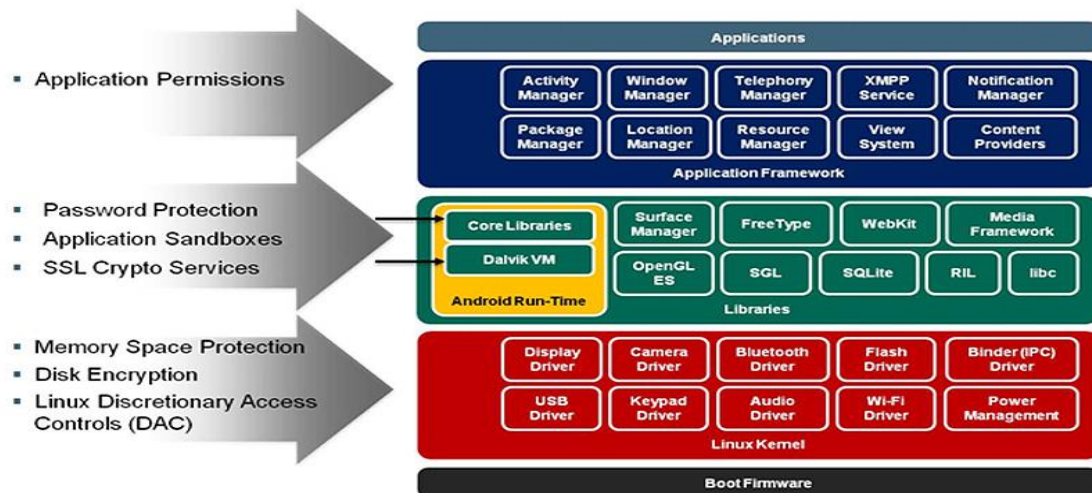 Applications
▪ Application Permissions
Activity Manager
Window Manager
Telephony Manager
XMPP Service
Notification Manager
Package Manager
Location Manager
Resource Manager
View System
Content Providers
Application Framework
▪ Password Protection
▪ Application Sandboxes
▪ SSL Crypto Services
Core Libraries
Dalvik VM
Android Run-Time
Surface Manager
FreeType
WebKit
Media Framework
OpenGL ES
SGL
SQLite
RIL
libc
Libraries
▪ Memory Space Protection
▪ Disk Encryption
▪ Linux Discretionary Access
Controls (DAC)
Display Driver
Camera Driver
Bluetooth Driver
Flash Driver
Binder (IPC) Driver
USB Driver
Keypad Driver
Audio Driver
Wi-Fi Driver
Power Management
Linux Kernel
Boot Firmware